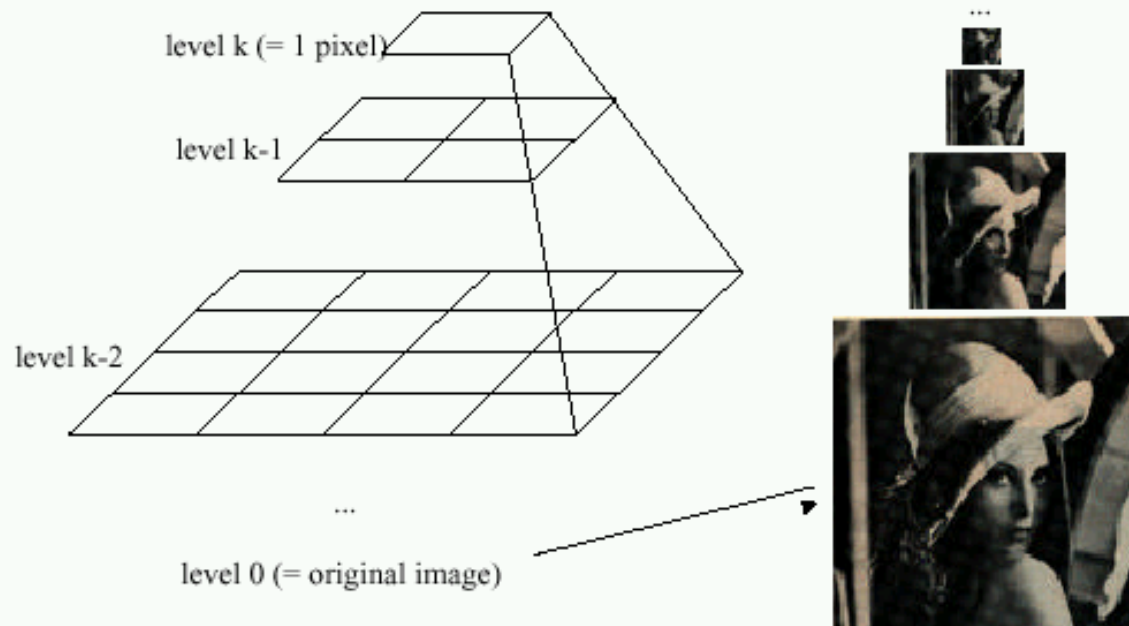 ...
level k (= 1 pixel)
level k-1
level k-2
...
level 0 (= original image)